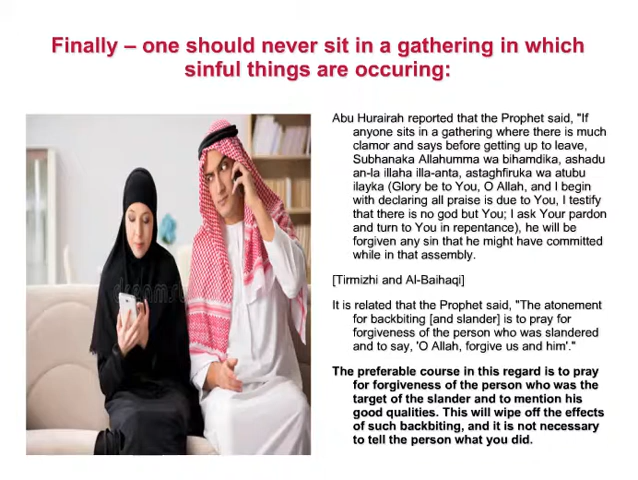 Finally – one should never sit in a gathering in which
sinful things are occuring:
Abu Hurairah reported that the Prophet said, "If
anyone sits in a gathering where there is much
clamor and says before getting up to leave,
Subhanaka Allahumma wa bihamdika, ashadu
an-la illaha illa-anta, astaghfiruka wa atubu
ilayka (Glory be to You, O Allah, and I begin
with declaring all praise is due to You, I testify
that there is no god but You; I ask Your pardon
and turn to You in repentance), he will be
forgiven any sin that he might have committed
while in that assembly.
[Tirmizhi and Al-Baihaqi]
It is related that the Prophet said, "The atonement
for backbiting [and slander] is to pray for
forgiveness of the person who was slandered
and to say, 'O Allah, forgive us and him'."
The preferable course in this regard is to pray
for forgiveness of the person who was the
target of the slander and to mention his
good qualities. This will wipe off the effects
of such backbiting, and it is not necessary
to tell the person what you did.